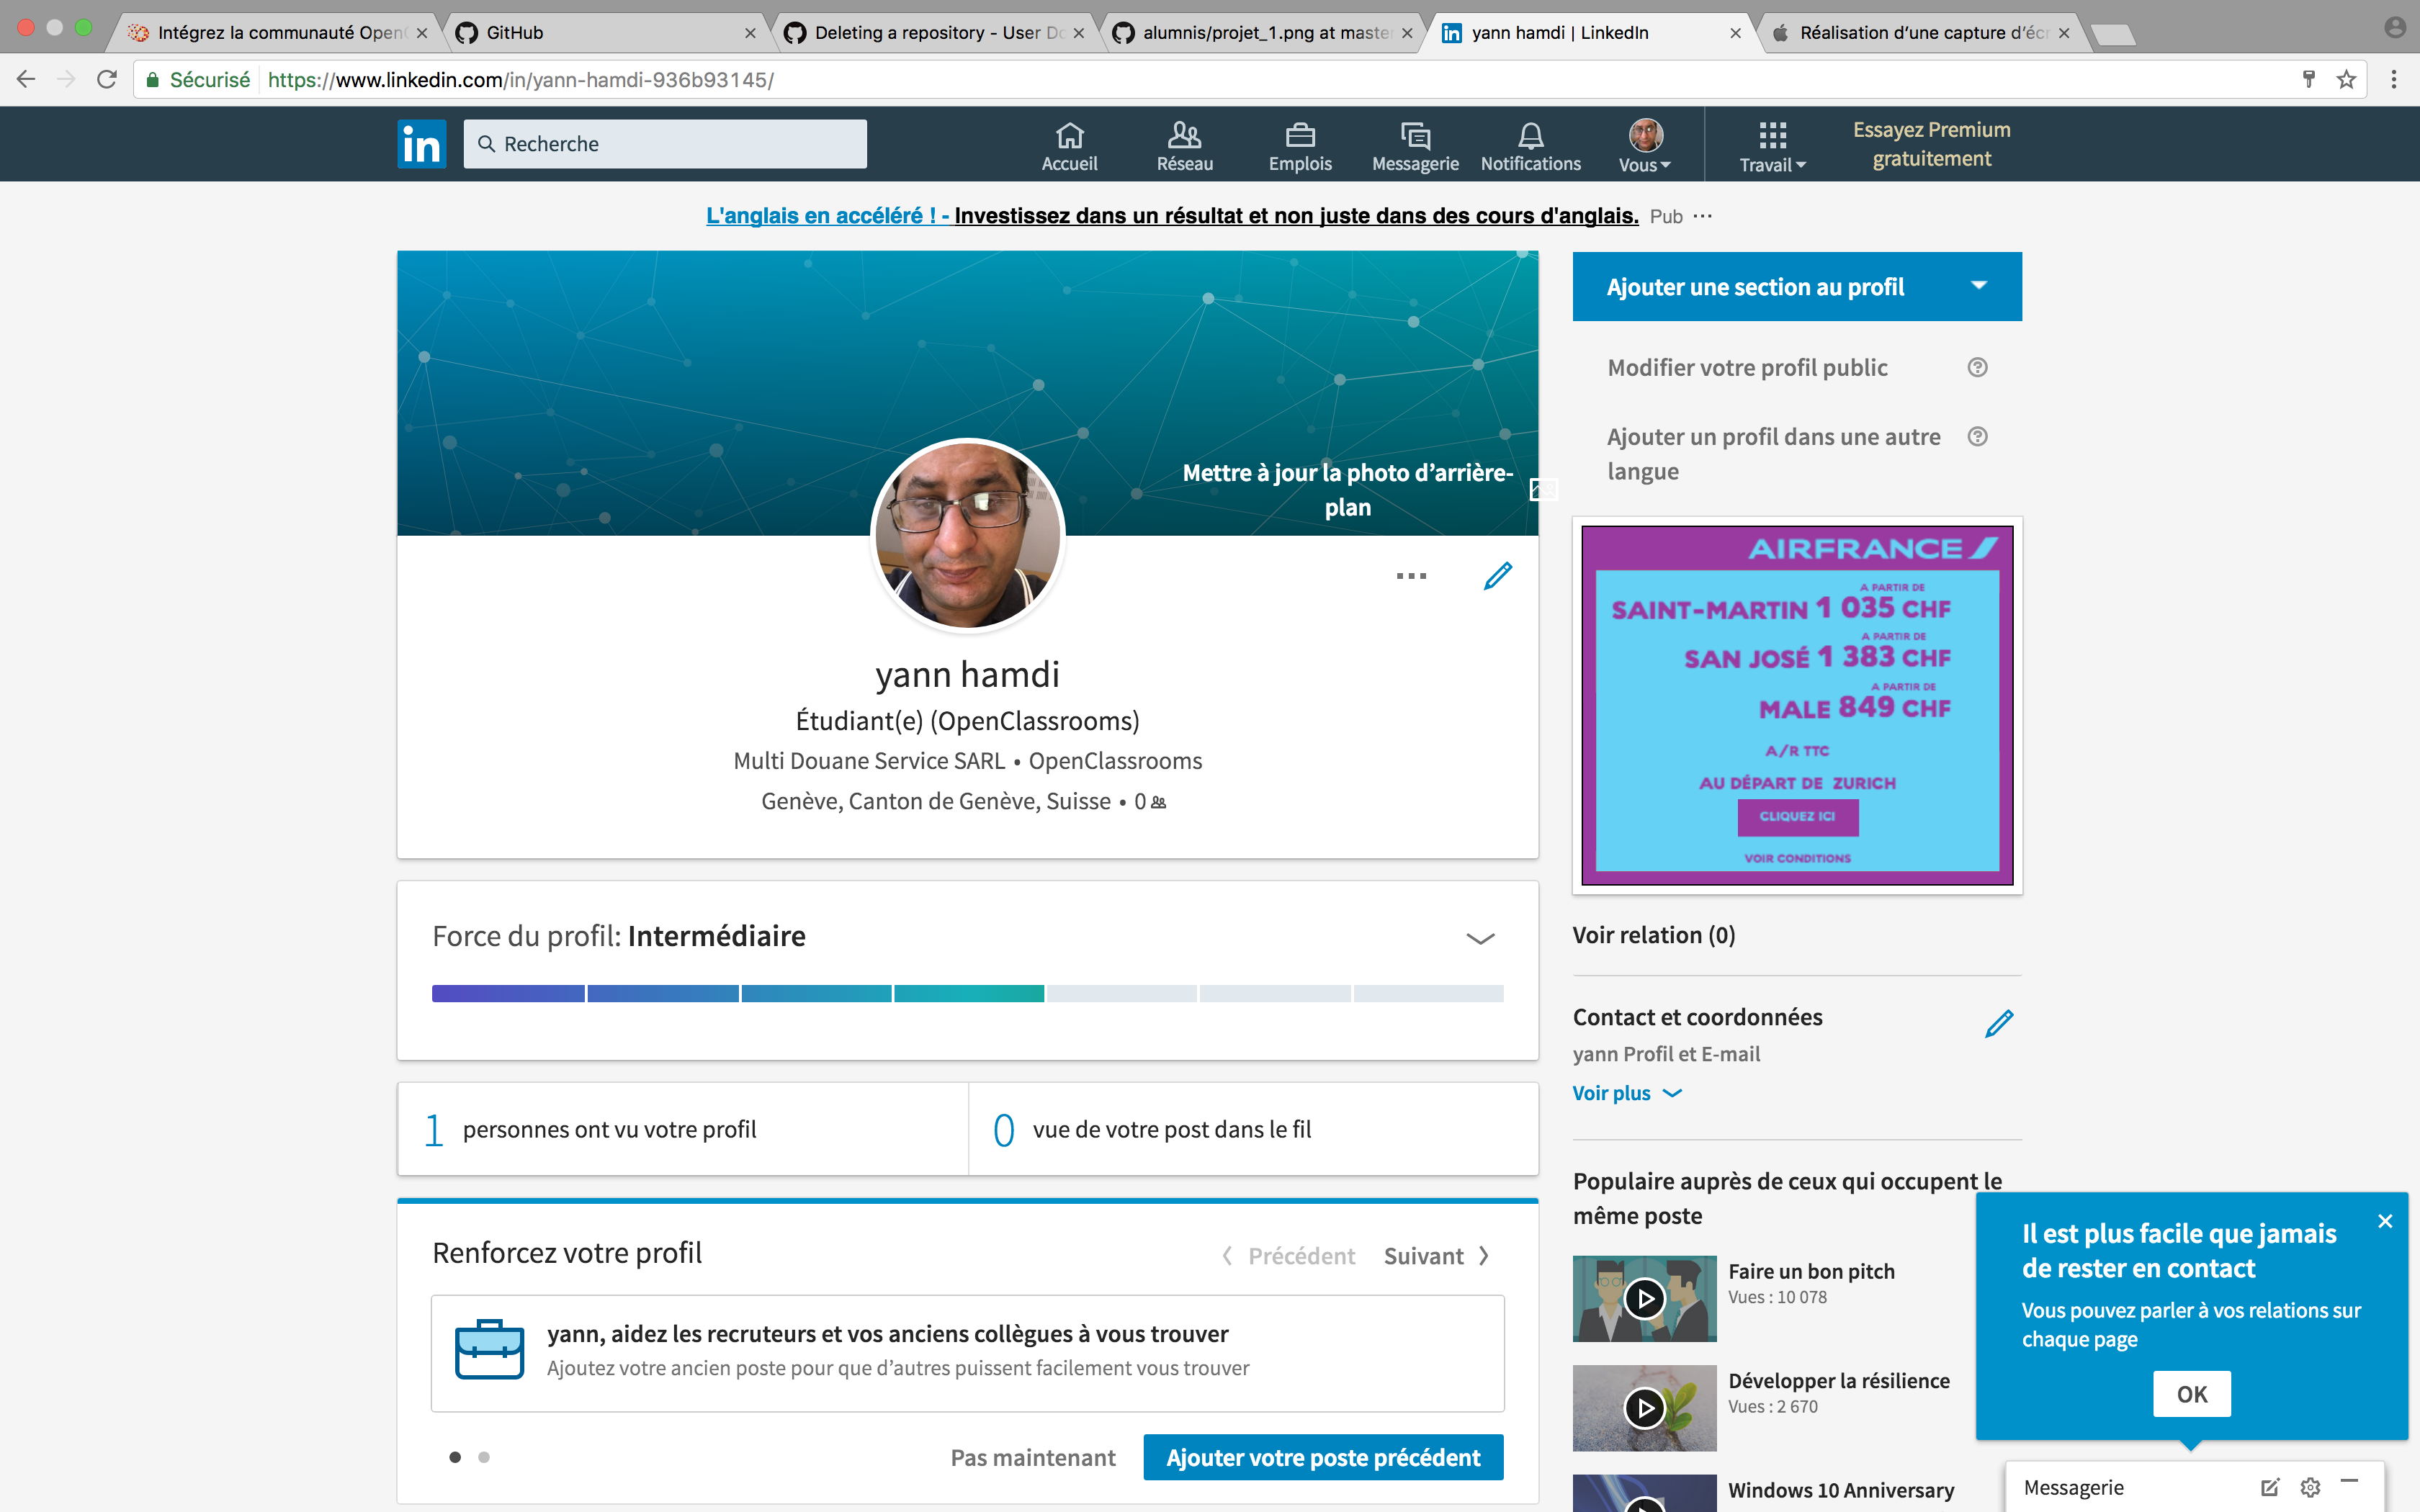 Intégrez la communauté Open
GitHub
Deleting a repository - User Do
alumnis/projet_1.png at master
yann hamdi | LinkedIn
Réalisation d'une capture d'écr
Sécurisé
https://www.linkedin.com/in/yann-hamdi-936b93145/
in
Recherche
Accueil
Réseau
Emplois
Messagerie
Notifications
Vous
Travail
Essayez Premium
gratuitement
L'anglais en accéléré ! - Investissez dans un résultat et non juste dans des cours d'anglais. Pub ···
Mettre à jour la photo d’arrière-
plan
yann hamdi
Étudiant(e) (OpenClassrooms)
Multi Douane Service SARL • OpenClassrooms
Genève, Canton de Genève, Suisse • 0
Force du profil: Intermédiaire
1 personnes ont vu votre profil
0 vue de votre post dans le fil
Renforcez votre profil
Précédent
Suivant
yann, aidez les recruteurs et vos anciens collègues à vous trouver
Ajoutez votre ancien poste pour que d’autres puissent facilement vous trouver
Pas maintenant
Ajouter votre poste précédent
Ajouter une section au profil
Modifier votre profil public
Ajouter un profil dans une autre
langue
AIRFRANCE
A PARTIR DE
SAINT-MARTIN 1 035 CHF
A PARTIR DE
SAN JOSÉ 1 383 CHF
A PARTIR DE
MALE 849 CHF
A/R TTC
AU DÉPART DE ZURICH
CLIQUEZ ICI
VOIR CONDITIONS
Voir relation (0)
Contact et coordonnées
yann Profil et E-mail
Voir plus
Populaire auprès de ceux qui occupent le
même poste
Faire un bon pitch
Vues : 10 078
Développer la résilience
Vues : 2 670
Windows 10 Anniversary
Il est plus facile que jamais
de rester en contact
Vous pouvez parler à vos relations sur
chaque page
OK
Messagerie